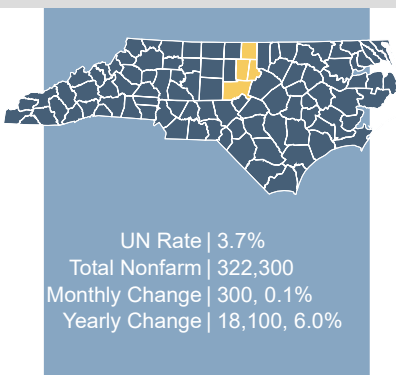 UN Rate | 3.7%
Total Nonfarm | 322,300
Monthly Change | 300, 0.1%
Yearly Change | 18,100, 6.0%